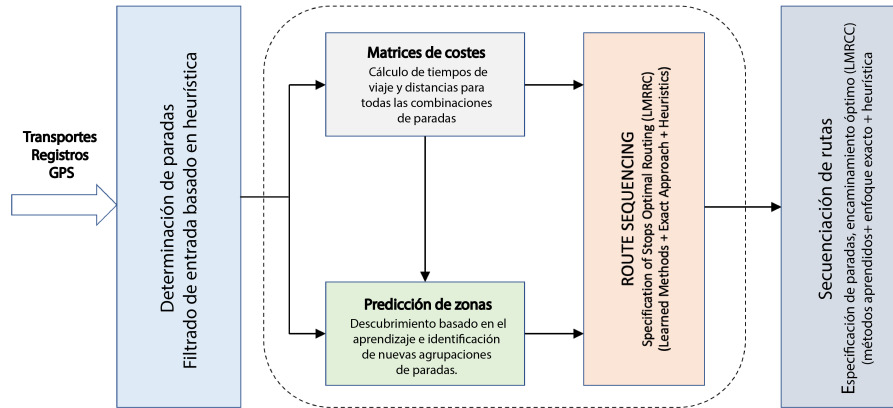 Transportes
Registros
GPS
Determinación de paradas
Filtrado de entrada basado en heurística
Matrices de costes
Cálculo de tiempos de
viaje y distancias para
todas las combinaciones
de paradas
Predicción de zonas
Descubrimiento basado en el
aprendizaje e identificación
de nuevas agrupaciones
de paradas.
ROUTE SEQUENCING
Specification of Stops Optimal Routing (LMRRC)
(Learned Methods + Exact Approach + Heuristics)
Secuenciación de rutas
Especificación de paradas, encaminamiento óptimo (LMRCC)
(métodos aprendidos+ enfoque exacto + heurística